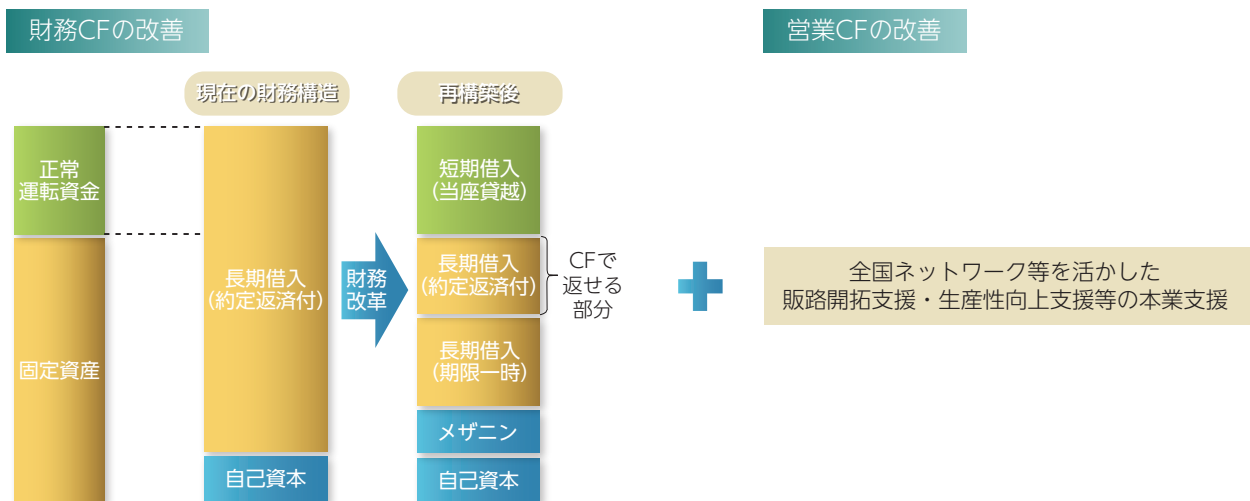 財務CFの改善
営業CFの改善
現在の財務構造
再構築後
正常
運転資金
固定資産
長期借入
(約定返済付)
自己資本
財務
改革
短期借入
(当座貸越)
長期借入
(約定返済付)
CFで
返せる
部分
長期借入
(期限一時)
メザニン
自己資本
全国ネットワーク等を活かした
販路開拓支援・生産性向上支援等の本業支援